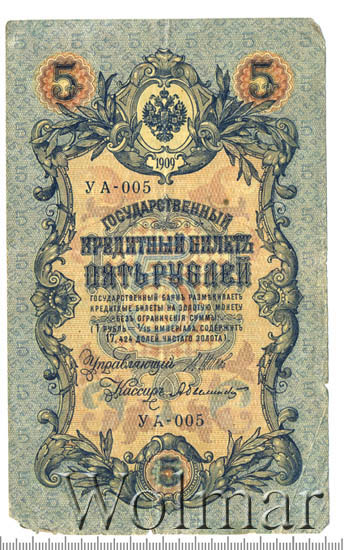 5 5
1909
УА-005
ГОСУДАРСТВЕННЫЙ
КРЕДИТНЫЙ БИЛЕТЪ
ПЯТЬ РУБЛЕЙ
ГОСУДАРСТВЕННЫЙ БАНКЪ РАЗМѢНИВАЕТЪ
КРЕДИТНЫЕ БИЛЕТЫ НА ЗОЛОТУЮ МОНЕТУ
БЕЗЪ ОГРАНИЧЕНІЯ СУММЫ
(1 РУБЛЬ = 1/15 ИМПЕРІАЛА, СОДЕРЖИТЪ
17,424 ДОЛЕЙ ЧИСТАГО ЗОЛОТА)
Управляющій
Кассиръ
УА-005
5
Wolmar